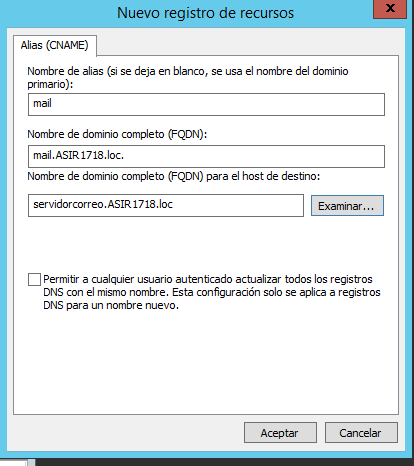 Nuevo registro de recursos
x
Alias (CNAME)
Nombre de alias (si se deja en blanco, se usa el nombre del dominio
primario):
mail
Nombre de dominio completo (FQDN):
mail.ASIR1718.loc.
Nombre de dominio completo (FQDN) para el host de destino:
servidorcorreo.ASIR1718.loc
Examinar...
Permitir a cualquier usuario autenticado actualizar todos los registros
DNS con el mismo nombre. Esta configuración solo se aplica a registros
DNS para un nombre nuevo.
Aceptar
Cancelar